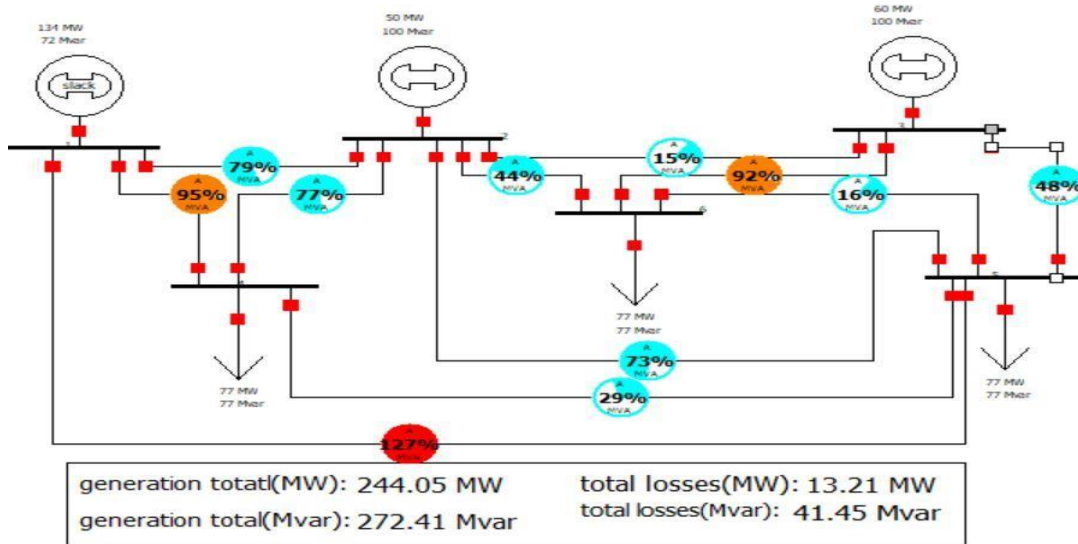 134 MW
72 Mvar
50 MW
100 Mvar
60 MW
100 Mvar
slack
1
2
3
A
79%
MVA
A
95%
MVA
A
77%
MVA
A
44%
MVA
A
15%
MVA
A
92%
MVA
A
16%
MVA
A
48%
MVA
6
4
5
77 MW
77 Mvar
77 MW
77 Mvar
77 MW
77 Mvar
A
73%
MVA
A
29%
MVA
A
127%
MVA
generation totatl(MW): 244.05 MW
total losses(MW): 13.21 MW
generation total(Mvar): 272.41 Mvar
total losses(Mvar): 41.45 Mvar